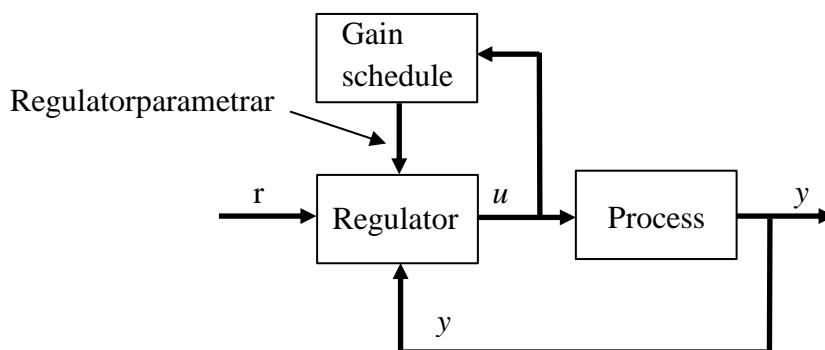 Gain
schedule
Regulatorparametrar
r
Regulator
u
Process
y
y